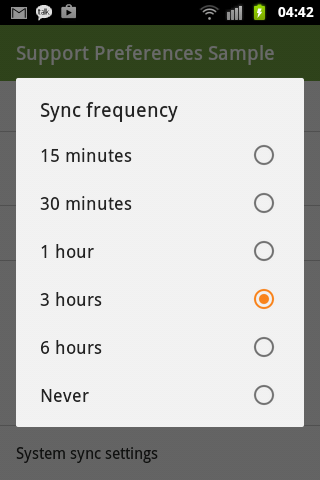 talk
04:42
Support Preferences Sample
Sync frequency
15 minutes
30 minutes
1 hour
3 hours
6 hours
Never
System sync settings